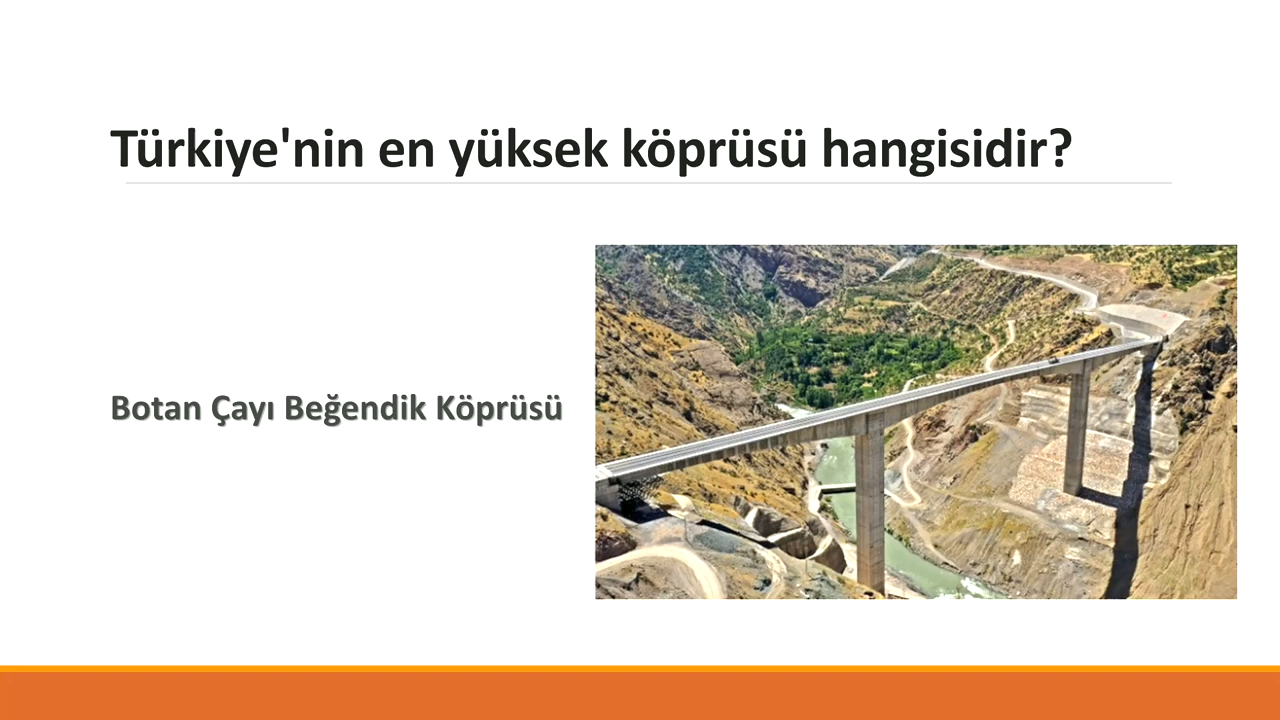 Türkiye'nin en yüksek köprüsü hangisidir?
Botan Çayı Beğendik Köprüsü